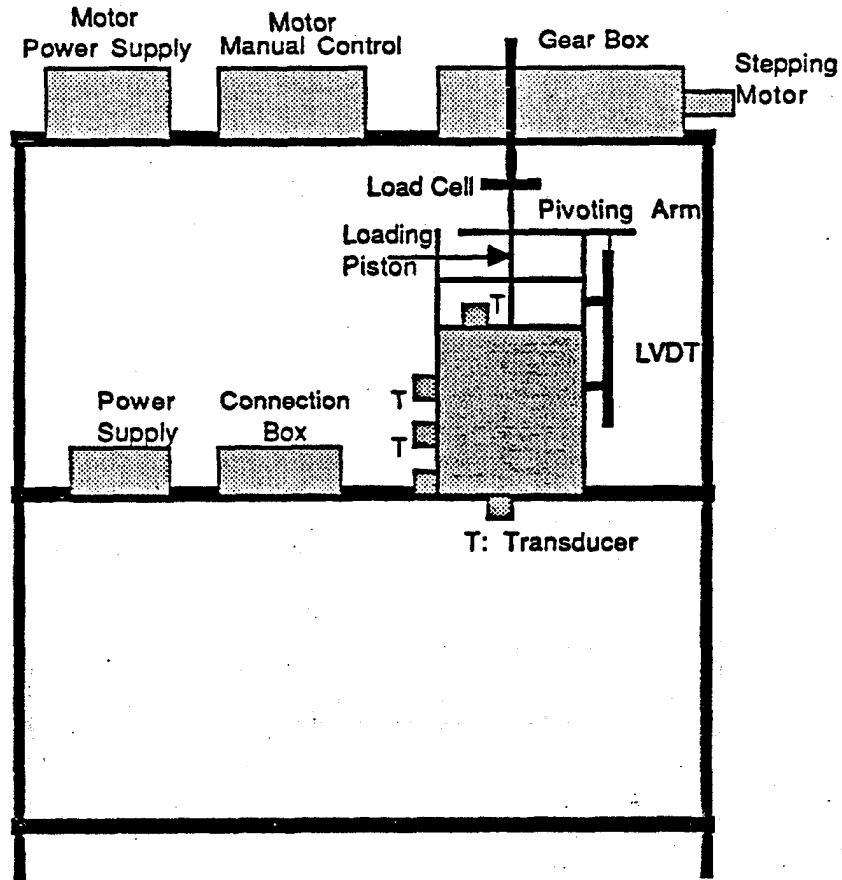 Motor
Power Supply
Motor
Manual Control
Gear Box
Stepping
Motor
Load Cell
Pivoting Arm
Loading
Piston
T
LVDT
T
T
Power
Supply
Connection
Box
T: Transducer